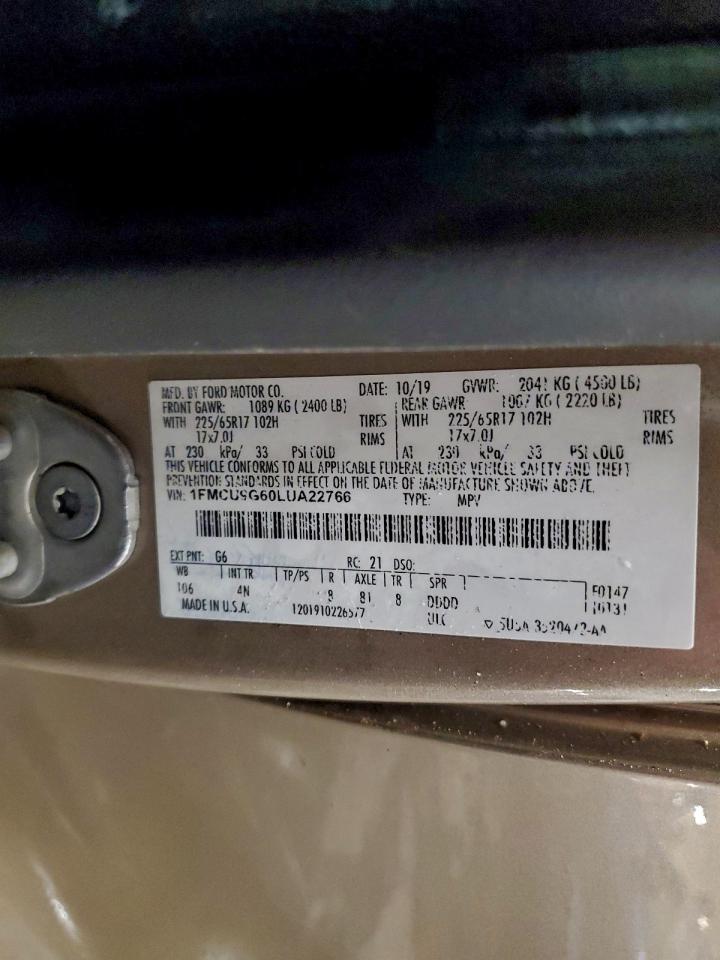 MFD. BY FORD MOTOR CO. DATE: 10/19 GVWR: 2041 KG ( 4500 LB)
FRONT GAWR: 1089 KG ( 2400 LB) REAR GAWR: 1007 KG ( 2220 LB)
WITH 225/65R17 102H TIRES WITH 225/65R17 102H TIRES
17x7.0J RIMS 17x7.0J RIMS
AT 230 kPa/ 33 PSI COLD AT 230 kPa/ 33 PSI COLD
THIS VEHICLE CONFORMS TO ALL APPLICABLE FEDERAL MOTOR VEHICLE SAFETY AND THEFT
PREVENTION STANDARDS IN EFFECT ON THE DATE OF MANUFACTURE SHOWN ABOVE.
VIN: 1FMCU9G60LUA22766 TYPE: MPV
EXT PNT: G6 RC: 21 DSO:
WB INT TR TP/PS R AXLE TR SPR
106 4N 8 81 8 DDDD
MADE IN U.S.A. 1201910226577